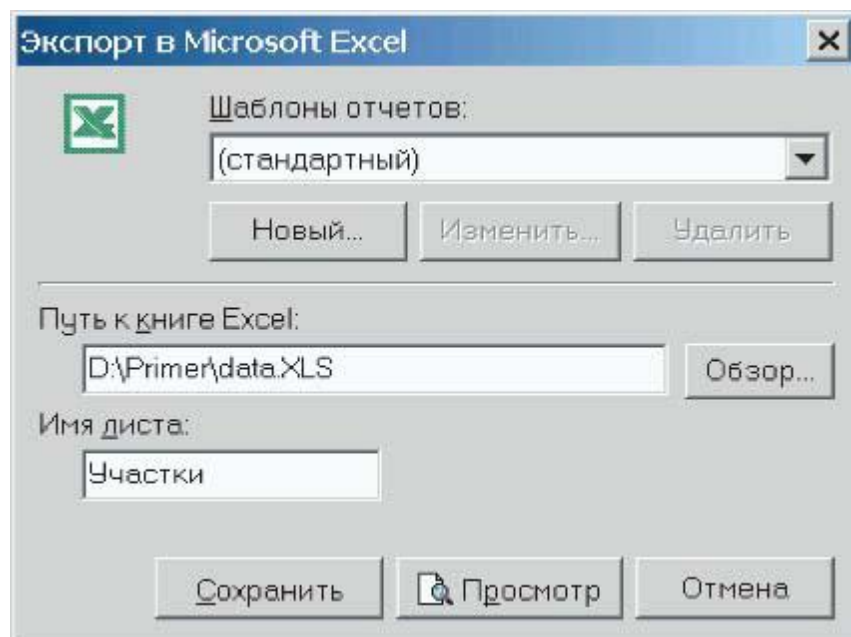 Экспорт в Microsoft Excel
Шаблоны отчетов:
(стандартный)
Новый... Изменить... Удалить
Путь к книге Excel:
D:\Primer\data.XLS Обзор...
Имя листа:
Участки
Сохранить Просмотр Отмена